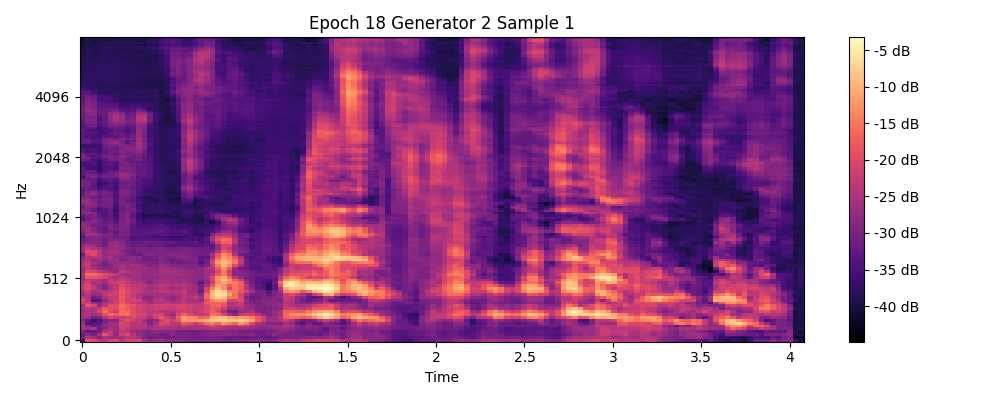 Epoch 18 Generator 2 Sample 1
Hz
4096
2048
1024
512
0
0 0.5 1 1.5 2 2.5 3 3.5 4
Time
-5 dB
-10 dB
-15 dB
-20 dB
-25 dB
-30 dB
-35 dB
-40 dB